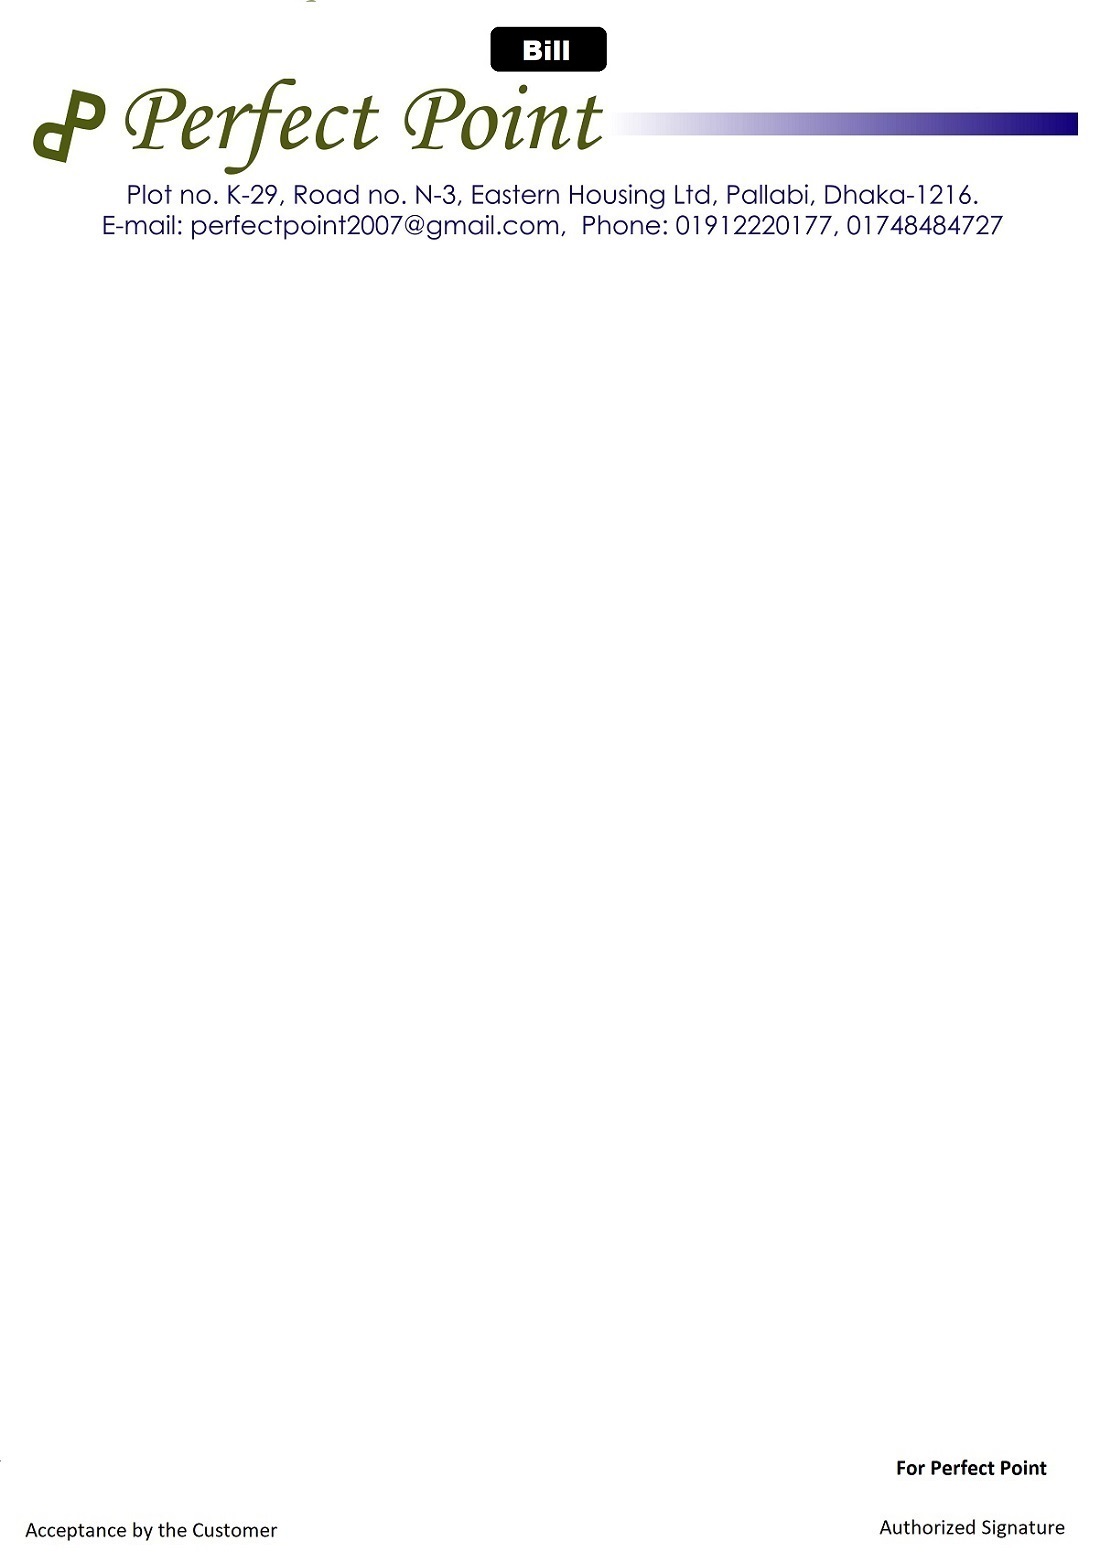 Bill
PP Perfect Point
Plot no. K-29, Road no. N-3, Eastern Housing Ltd, Pallabi, Dhaka-1216.
E-mail: perfectpoint2007@gmail.com, Phone: 01912220177, 01748484727
For Perfect Point
Acceptance by the Customer
Authorized Signature